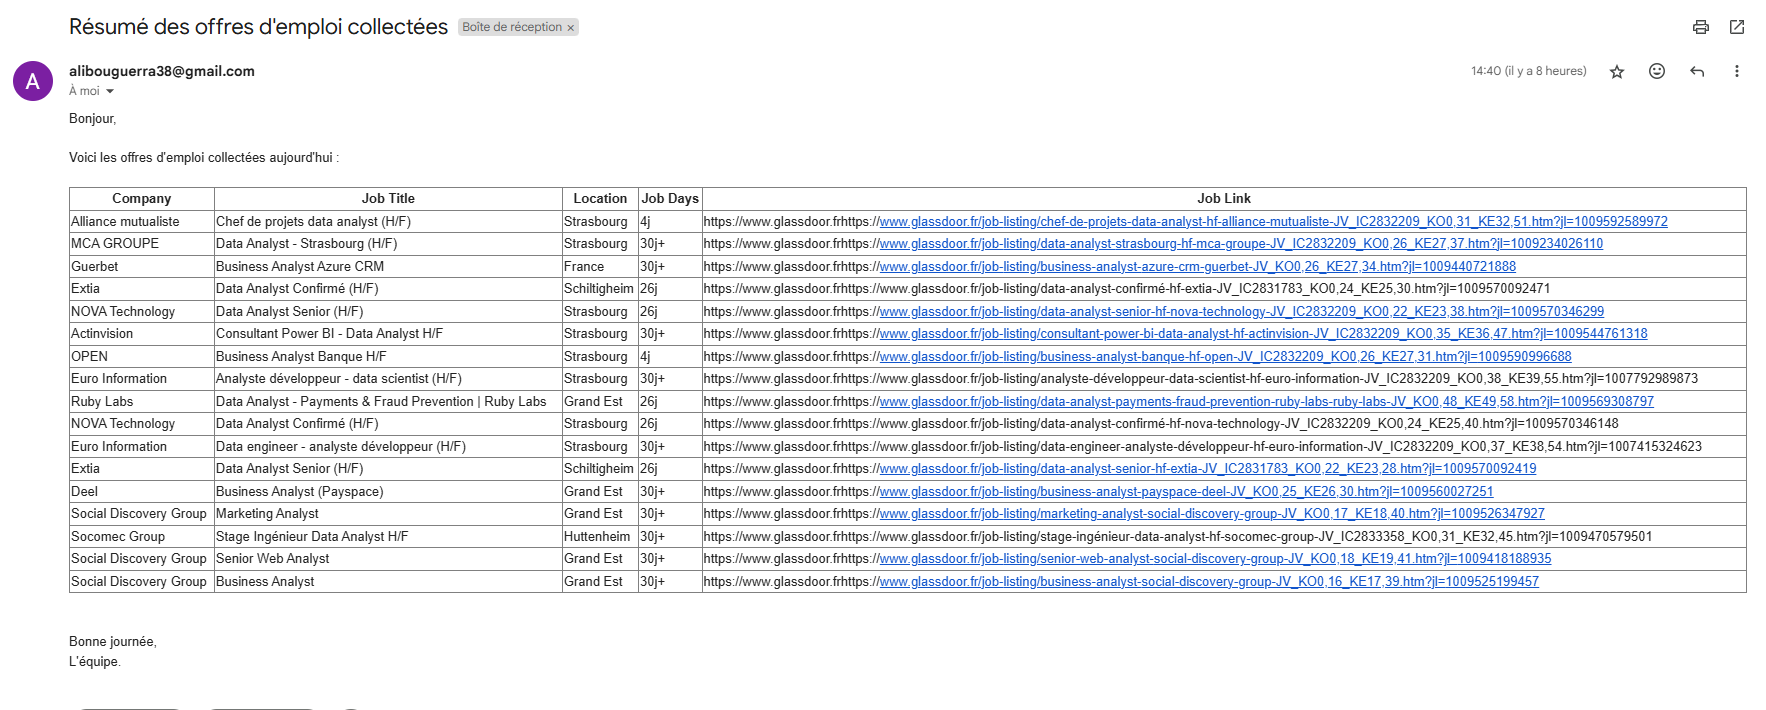 Résumé des offres d'emploi collectées Boîte de réception ×
alibouguerra38@gmail.com 14:40 (il y a 8 heures)
A
À moi
Bonjour,
Voici les offres d'emploi collectées aujourd'hui :
Company Job Title Location Job Days Job Link
Alliance mutualiste Chef de projets data analyst (H/F) Strasbourg 4j https://www.glassdoor.frhttps://www.glassdoor.fr/job-listing/chef-de-projets-data-analyst-hf-alliance-mutualiste-JV_IC2832209_KO0,31_KE32,51.htm?jl=1009592589972
MCA GROUPE Data Analyst - Strasbourg (H/F) Strasbourg 30j+ https://www.glassdoor.frhttps://www.glassdoor.fr/job-listing/data-analyst-strasbourg-hf-mca-groupe-JV_IC2832209_KO0,26_KE27,37.htm?jl=1009234026110
Guerbet Business Analyst Azure CRM France 30j+ https://www.glassdoor.frhttps://www.glassdoor.fr/job-listing/business-analyst-azure-crm-guerbet-JV_KO0,26_KE27,34.htm?jl=1009440721888
Extia Data Analyst Confirmé (H/F) Schiltigheim 26j https://www.glassdoor.frhttps://www.glassdoor.fr/job-listing/data-analyst-confirmé-hf-extia-JV_IC2831783_KO0,24_KE25,30.htm?jl=1009570092471
NOVA Technology Data Analyst Senior (H/F) Strasbourg 26j https://www.glassdoor.frhttps://www.glassdoor.fr/job-listing/data-analyst-senior-hf-nova-technology-JV_IC2832209_KO0,22_KE23,38.htm?jl=1009570346299
Actinvision Consultant Power BI - Data Analyst H/F Strasbourg 30j+ https://www.glassdoor.frhttps://www.glassdoor.fr/job-listing/consultant-power-bi-data-analyst-hf-actinvision-JV_IC2832209_KO0,35_KE36,47.htm?jl=1009544761318
OPEN Business Analyst Banque H/F Strasbourg 4j https://www.glassdoor.frhttps://www.glassdoor.fr/job-listing/business-analyst-banque-hf-open-JV_IC2832209_KO0,26_KE27,31.htm?jl=1009590996688
Euro Information Analyste développeur - data scientist (H/F) Strasbourg 30j+ https://www.glassdoor.frhttps://www.glassdoor.fr/job-listing/analyste-développeur-data-scientist-hf-euro-information-JV_IC2832209_KO0,38_KE39,55.htm?jl=1007792989873
Ruby Labs Data Analyst - Payments & Fraud Prevention | Ruby Labs Grand Est 26j https://www.glassdoor.frhttps://www.glassdoor.fr/job-listing/data-analyst-payments-fraud-prevention-ruby-labs-ruby-labs-JV_KO0,48_KE49,58.htm?jl=1009569308797
NOVA Technology Data Analyst Confirmé (H/F) Strasbourg 26j https://www.glassdoor.frhttps://www.glassdoor.fr/job-listing/data-analyst-confirmé-hf-nova-technology-JV_IC2832209_KO0,24_KE25,40.htm?jl=1009570346148
Euro Information Data engineer - analyste développeur (H/F) Strasbourg 30j+ https://www.glassdoor.frhttps://www.glassdoor.fr/job-listing/data-engineer-analyste-développeur-hf-euro-information-JV_IC2832209_KO0,37_KE38,54.htm?jl=1007415324623
Extia Data Analyst Senior (H/F) Schiltigheim 26j https://www.glassdoor.frhttps://www.glassdoor.fr/job-listing/data-analyst-senior-hf-extia-JV_IC2831783_KO0,22_KE23,28.htm?jl=1009570092419
Deel Business Analyst (Payspace) Grand Est 30j+ https://www.glassdoor.frhttps://www.glassdoor.fr/job-listing/business-analyst-payspace-deel-JV_KO0,25_KE26,30.htm?jl=1009560027251
Social Discovery Group Marketing Analyst Grand Est 30j+ https://www.glassdoor.frhttps://www.glassdoor.fr/job-listing/marketing-analyst-social-discovery-group-JV_KO0,17_KE18,40.htm?jl=1009526347927
Socomec Group Stage Ingénieur Data Analyst H/F Huttenheim 30j+ https://www.glassdoor.frhttps://www.glassdoor.fr/job-listing/stage-ingénieur-data-analyst-hf-socomec-group-JV_IC2833358_KO0,31_KE32,45.htm?jl=1009470579501
Social Discovery Group Senior Web Analyst Grand Est 30j+ https://www.glassdoor.frhttps://www.glassdoor.fr/job-listing/senior-web-analyst-social-discovery-group-JV_KO0,18_KE19,41.htm?jl=1009418188935
Social Discovery Group Business Analyst Grand Est 30j+ https://www.glassdoor.frhttps://www.glassdoor.fr/job-listing/business-analyst-social-discovery-group-JV_KO0,16_KE17,39.htm?jl=1009525199457
Bonne journée,
L'équipe.